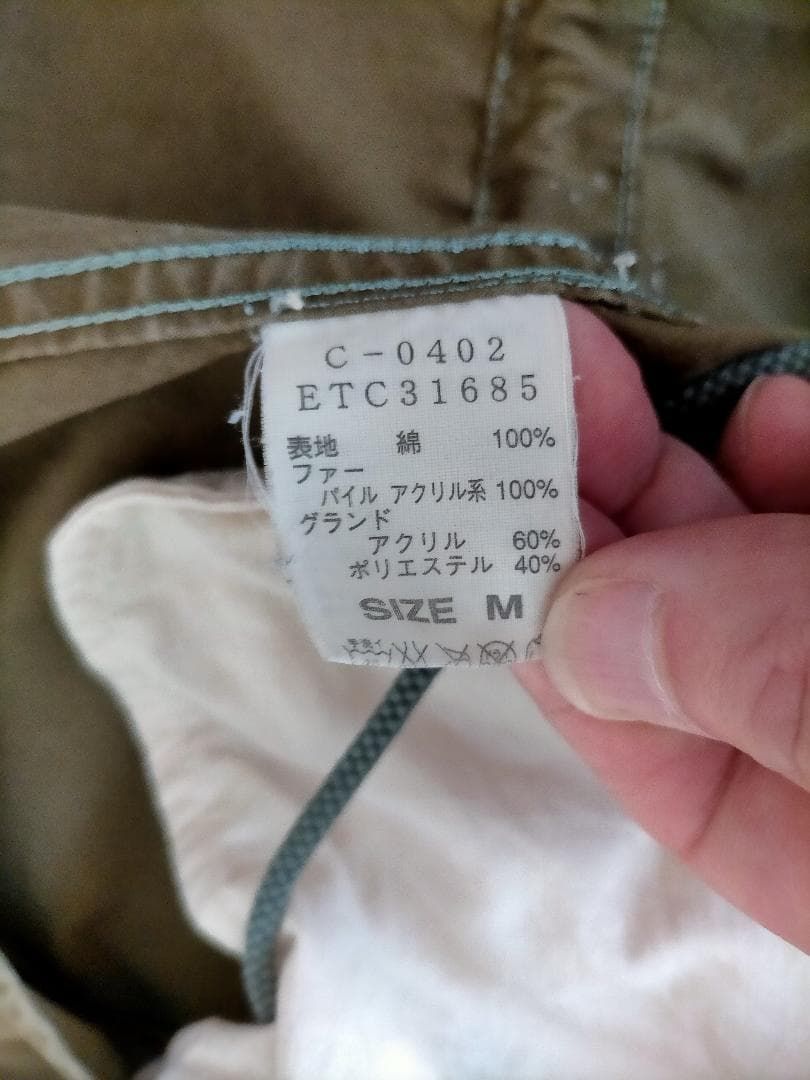 C-0402
ETC31685
表地 綿 100%
ファー
パイル アクリル系 100%
グランド
アクリル 60%
ポリエステル 40%
SIZE M